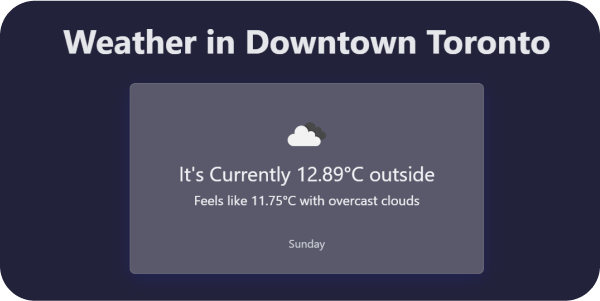 Weather in Downtown Toronto
It's Currently 12.89°C outside
Feels like 11.75°C with overcast clouds
Sunday